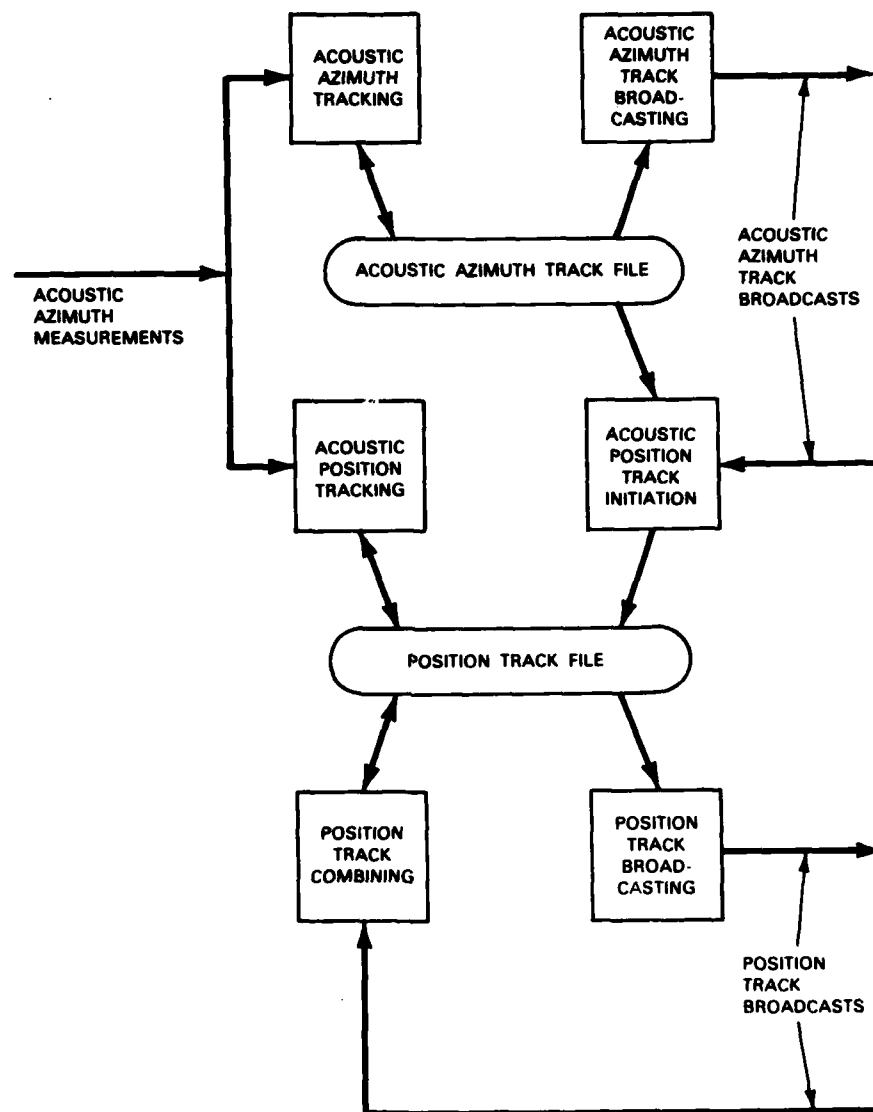 ACOUSTIC
AZIMUTH
TRACKING
ACOUSTIC
AZIMUTH
TRACK
BROAD-
CASTING
ACOUSTIC AZIMUTH TRACK FILE
ACOUSTIC
AZIMUTH
TRACK
BROADCASTS
ACOUSTIC
AZIMUTH
MEASUREMENTS
ACOUSTIC
POSITION
TRACKING
ACOUSTIC
POSITION
TRACK
INITIATION
POSITION TRACK FILE
POSITION
TRACK
COMBINING
POSITION
TRACK
BROAD-
CASTING
POSITION
TRACK
BROADCASTS